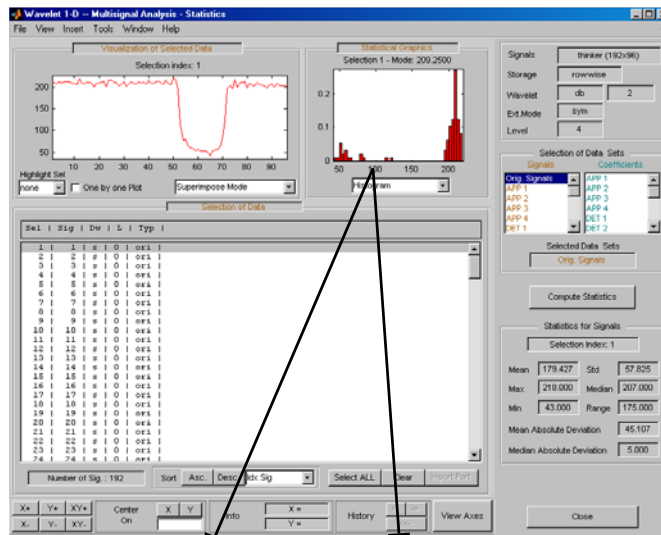 Wavelet 1-D -- Multisignal Analysis - Statistics
File View Insert Tools Window Help
Visualization of Selected Data
Selection index: 1
200
150
100
50
10 20 30 40 50 60 70 80 90
Highlight Sel
none
One by one Plot
Superimpose Mode
Statistical Graphics
Selection 1 - Mode: 209.2500
0.2
0.1
0
50 100 150 200
Histogram
Selection of Data
Sel | Sig | Dw | L | Typ |
1 | 1 | s | 0 | ori |
2 | 2 | s | 0 | ori |
3 | 3 | s | 0 | ori |
4 | 4 | s | 0 | ori |
5 | 5 | s | 0 | ori |
6 | 6 | s | 0 | ori |
7 | 7 | s | 0 | ori |
8 | 8 | s | 0 | ori |
9 | 9 | s | 0 | ori |
10 | 10 | s | 0 | ori |
11 | 11 | s | 0 | ori |
12 | 12 | s | 0 | ori |
13 | 13 | s | 0 | ori |
14 | 14 | s | 0 | ori |
15 | 15 | s | 0 | ori |
16 | 16 | s | 0 | ori |
17 | 17 | s | 0 | ori |
18 | 18 | s | 0 | ori |
19 | 19 | s | 0 | ori |
20 | 20 | s | 0 | ori |
21 | 21 | s | 0 | ori |
22 | 22 | s | 0 | ori |
23 | 23 | s | 0 | ori |
24 | 24 | s | 0 | ori |
Number of Sig. : 192
Sort Asc. Desc. Idx Sig
Select ALL Clear Import Part
Signals thinker (192x96)
Storage rowwise
Wavelet db 2
Ext.Mode sym
Level 4
Selection of Data Sets
Signals Coefficients
Orig. Signals APP 1
APP 1 APP 2
APP 2 APP 3
APP 3 APP 4
APP 4 DET 1
DET 1 DET 2
Selected Data Sets
Orig. Signals
Compute Statistics
Statistics for Signals
Selection Index: 1
Mean 179.427 Std 57.825
Max 218.000 Median 207.000
Min 43.000 Range 175.000
Mean Absolute Deviation 45.107
Median Absolute Deviation 5.000
X+ Y+ XY+
X- Y- XY-
Center On X Y
Info X = Y =
History
View Axes
Close